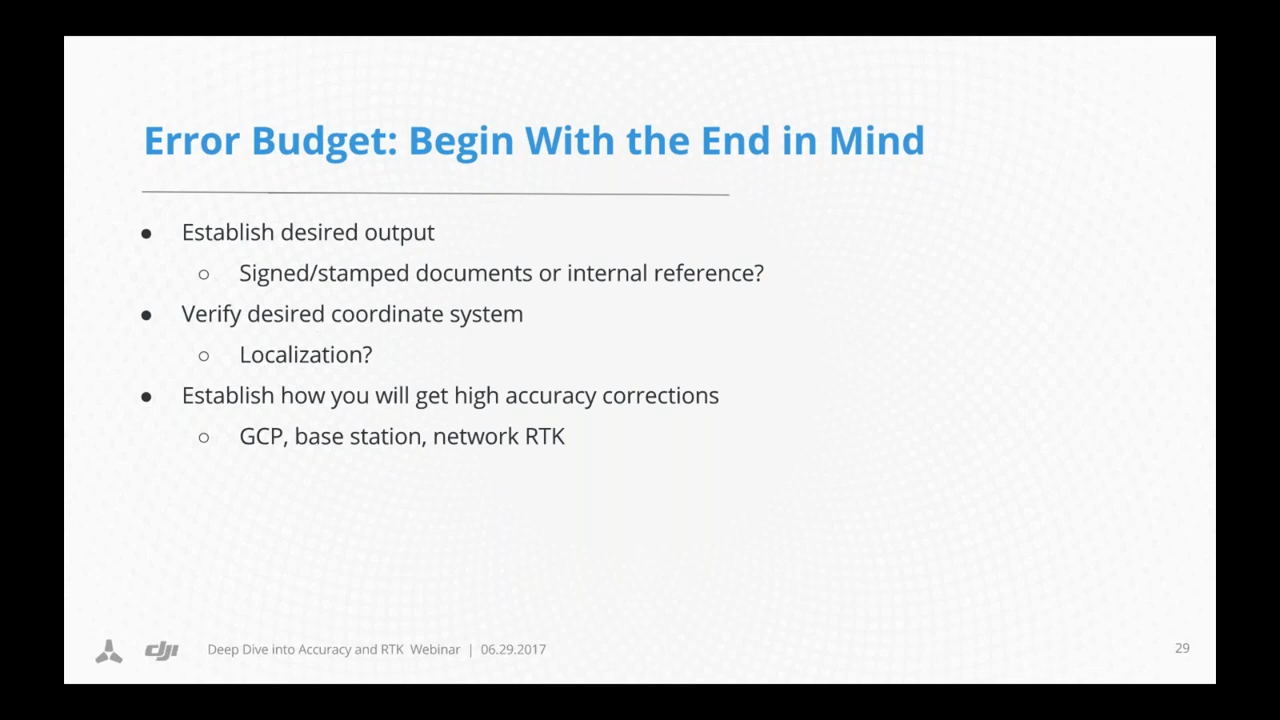 Error Budget: Begin With the End in Mind
● Establish desired output
○ Signed/stamped documents or internal reference?
● Verify desired coordinate system
○ Localization?
● Establish how you will get high accuracy corrections
○ GCP, base station, network RTK
dji Deep Dive into Accuracy and RTK Webinar | 06.29.2017 29